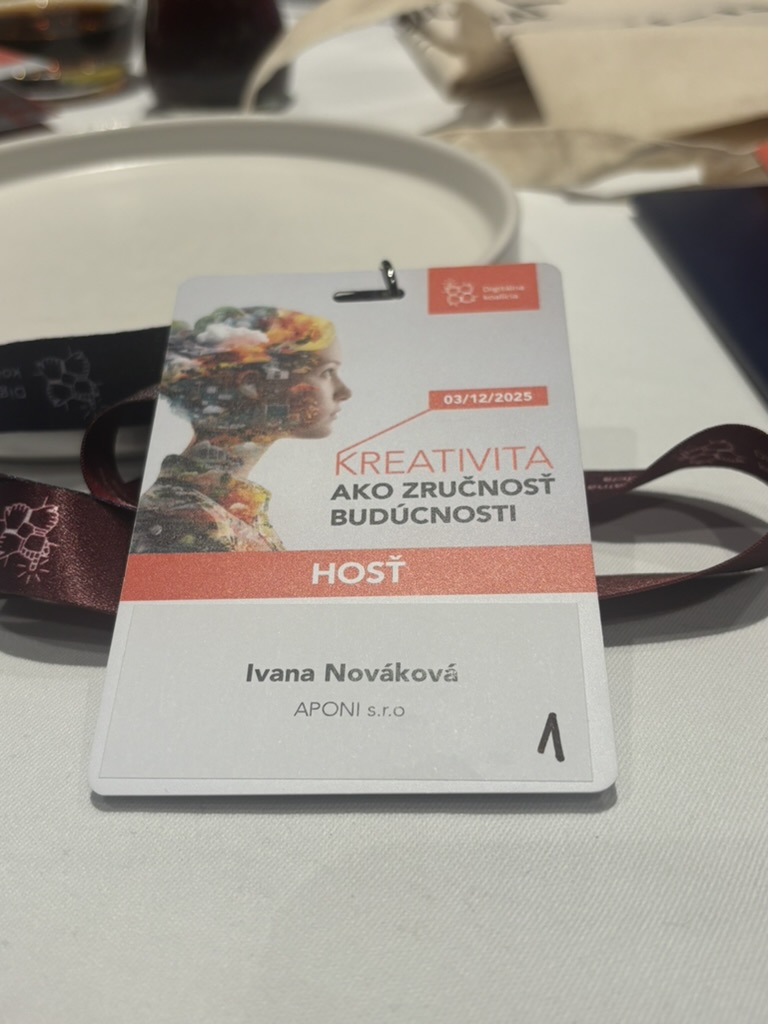 Digitálna
koalícia
03/12/2025
KREATIVITA
AKO ZRUČNOSŤ
BUDÚCNOSTI
HOSŤ
Ivana Nováková
APONI s.r.o
1